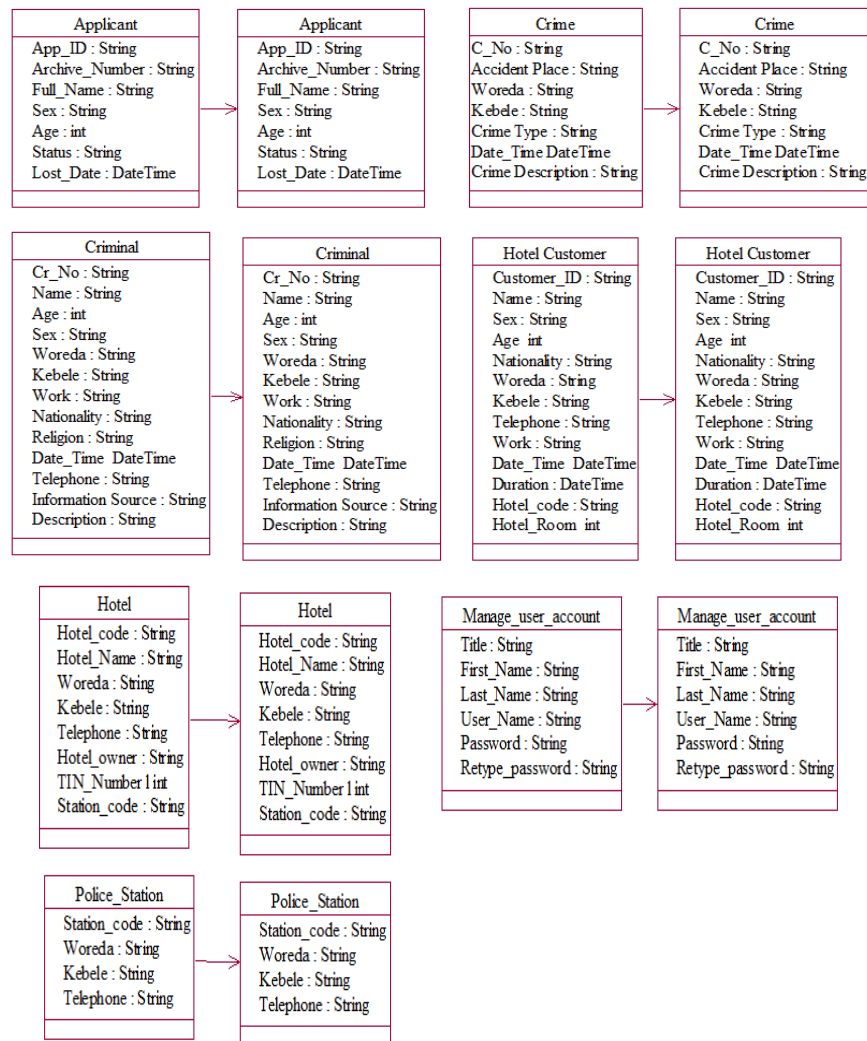 Applicant
App_ID : String
Archive_Number : String
Full_Name : String
Sex : String
Age : int
Status : String
Lost_Date : DateTime
Applicant
App_ID : String
Archive_Number : String
Full_Name : String
Sex : String
Age : int
Status : String
Lost_Date : DateTime
Crime
C_No : String
Accident Place : String
Woreda : String
Kebele : String
Crime Type : String
Date_Time DateTime
Crime Description : String
Crime
C_No : String
Accident Place : String
Woreda : String
Kebele : String
Crime Type : String
Date_Time DateTime
Crime Description : String
Criminal
Cr_No : String
Name : String
Age : int
Sex : String
Woreda : String
Kebele : String
Work : String
Nationality : String
Religion : String
Date_Time DateTime
Telephone : String
Information Source : String
Description : String
Criminal
Cr_No : String
Name : String
Age : int
Sex : String
Woreda : String
Kebele : String
Work : String
Nationality : String
Religion : String
Date_Time DateTime
Telephone : String
Information Source : String
Description : String
Hotel Customer
Customer_ID : String
Name : String
Sex : String
Age int
Nationality : String
Woreda : String
Kebele : String
Telephone : String
Work : String
Date_Time DateTime
Duration : DateTime
Hotel_code : String
Hotel_Room int
Hotel Customer
Customer_ID : String
Name : String
Sex : String
Age int
Nationality : String
Woreda : String
Kebele : String
Telephone : String
Work : String
Date_Time DateTime
Duration : DateTime
Hotel_code : String
Hotel_Room int
Hotel
Hotel_code : String
Hotel_Name : String
Woreda : String
Kebele : String
Telephone : String
Hotel_owner : String
TIN_Number1 int
Station_code : String
Hotel
Hotel_code : String
Hotel_Name : String
Woreda : String
Kebele : String
Telephone : String
Hotel_owner : String
TIN_Number1 int
Station_code : String
Manage_user_account
Title : String
First_Name : String
Last_Name : String
User_Name : String
Password : String
Retype_password : String
Manage_user_account
Title : String
First_Name : String
Last_Name : String
User_Name : String
Password : String
Retype_password : String
Police_Station
Station_code : String
Woreda : String
Kebele : String
Telephone : String
Police_Station
Station_code : String
Woreda : String
Kebele : String
Telephone : String